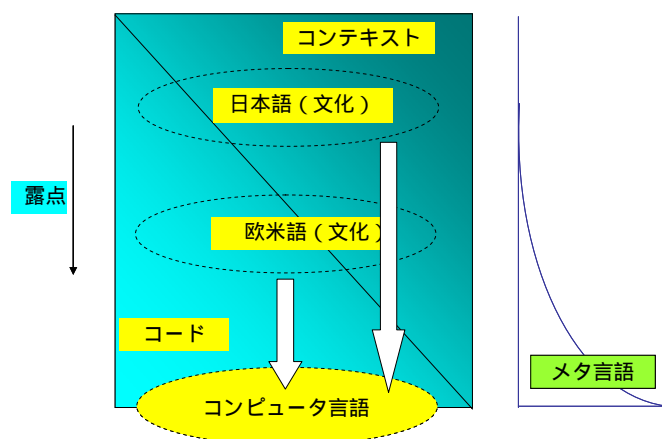 コンテキスト
日本語(文化)
露点
欧米語(文化)
コード
メタ言語
コンピュータ言語